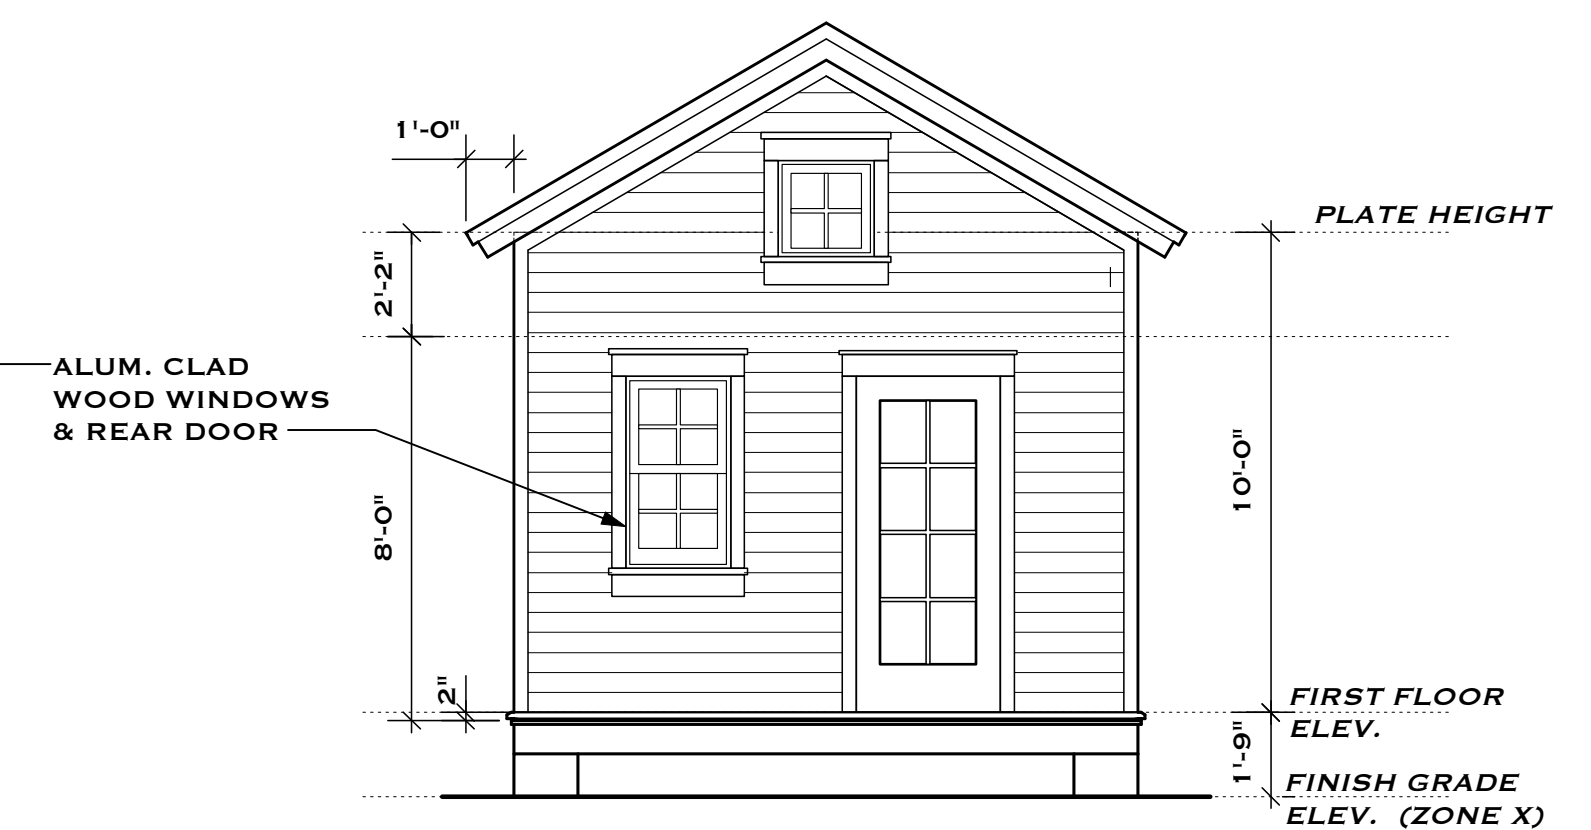 1'-0"
PLATE HEIGHT
2'-2"
ALUM. CLAD
WOOD WINDOWS
& REAR DOOR
8'-0"
10'-0"
2"
FIRST FLOOR
ELEV.
1'-9"
FINISH GRADE
ELEV. (ZONE X)